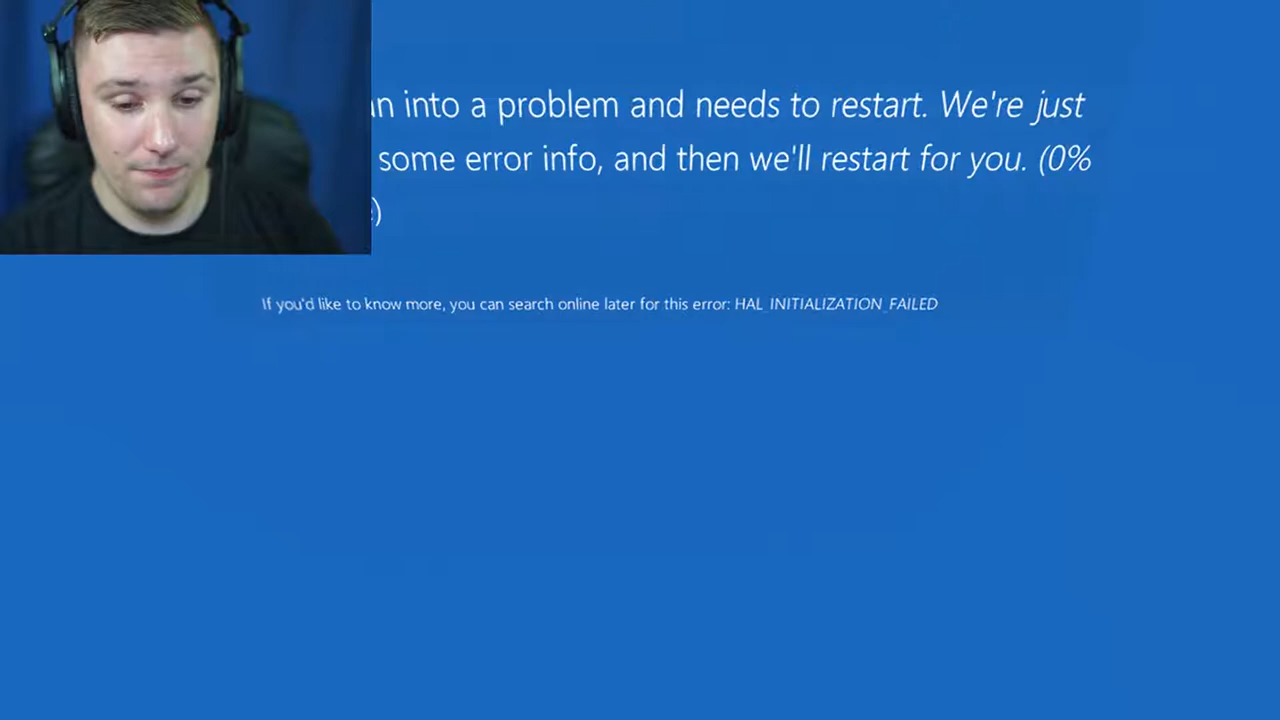 into a problem and needs to restart. We're just
some error info, and then we'll restart for you. (0%
)
If you'd like to know more, you can search online later for this error: HAL_INITIALIZATION_FAILED